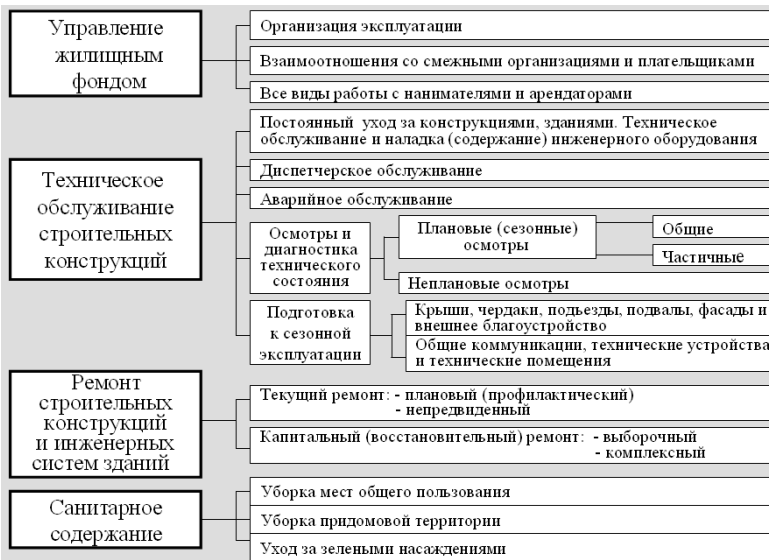 Управление
жилищным
фондом
Организация эксплуатации
Взаимоотношения со смежными организациями и плательщиками
Все виды работы с нанимателями и арендаторами
Техническое
обслуживание
строительных
конструкций
Постоянный уход за конструкциями, зданиями. Техническое
обслуживание и наладка (содержание) инженерного оборудования
Диспетчерское обслуживание
Аварийное обслуживание
Осмотры и
диагностика
технического
состояния
Плановые (сезонные)
осмотры
Общие
Частичные
Неплановые осмотры
Подготовка
к сезонной
эксплуатации
Крыши, чердаки, подъезды, подвалы, фасады и
внешнее благоустройство
Общие коммуникации, технические устройства
и технические помещения
Ремонт
строительных
конструкций
и инженерных
систем зданий
Текущий ремонт: - плановый (профилактический)
- непредвиденный
Капитальный (восстановительный) ремонт: - выборочный
- комплексный
Санитарное
содержание
Уборка мест общего пользования
Уборка придомовой территории
Уход за зелеными насаждениями